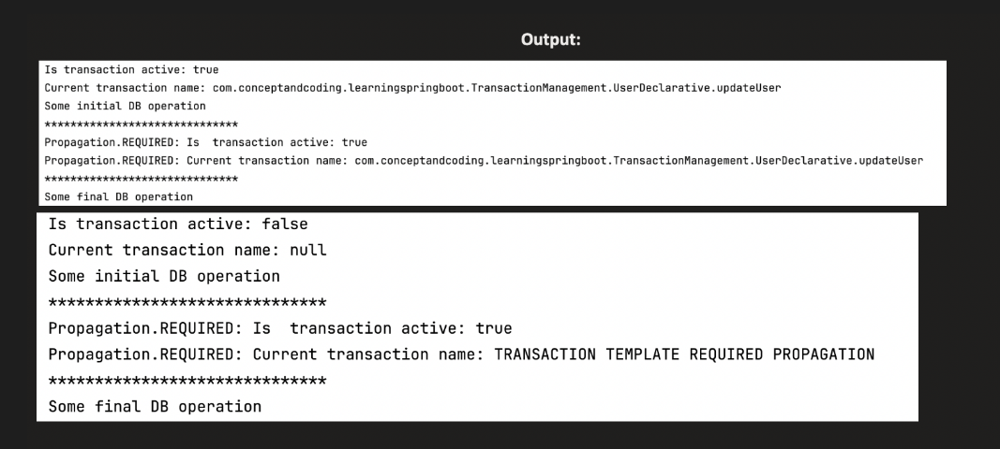 Output:
Is transaction active: true
Current transaction name: com.conceptandcoding.learningspringboot.TransactionManagement.UserDeclarative.updateUser
Some initial DB operation
******************************
Propagation.REQUIRED: Is  transaction active: true
Propagation.REQUIRED: Current transaction name: com.conceptandcoding.learningspringboot.TransactionManagement.UserDeclarative.updateUser
******************************
Some final DB operation
Is transaction active: false
Current transaction name: null
Some initial DB operation
******************************
Propagation.REQUIRED: Is  transaction active: true
Propagation.REQUIRED: Current transaction name: TRANSACTION TEMPLATE REQUIRED PROPAGATION
******************************
Some final DB operation